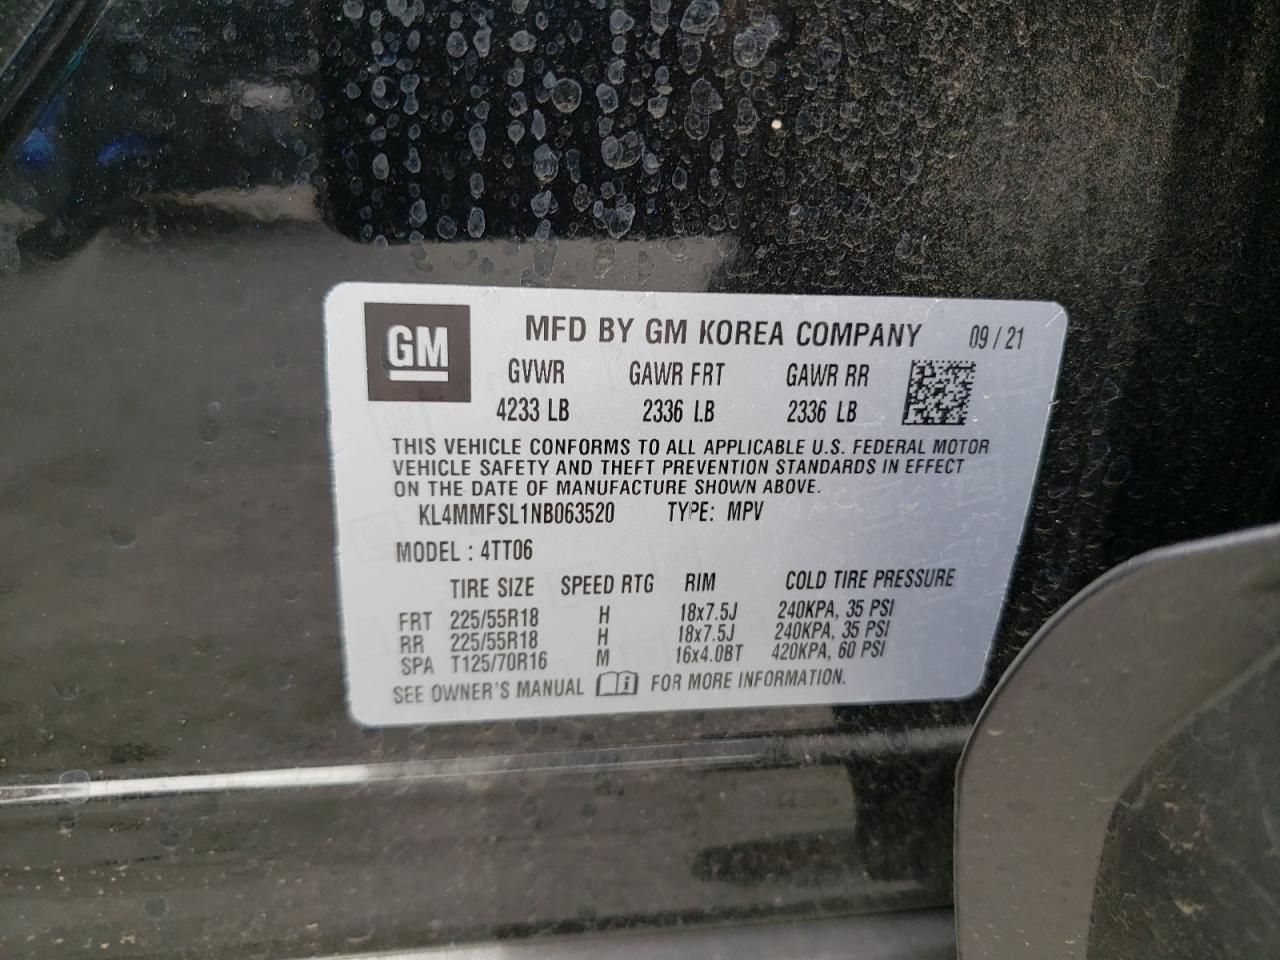 GM
MFD BY GM KOREA COMPANY 09/21
GVWR GAWR FRT GAWR RR
4233 LB 2336 LB 2336 LB
THIS VEHICLE CONFORMS TO ALL APPLICABLE U.S. FEDERAL MOTOR
VEHICLE SAFETY AND THEFT PREVENTION STANDARDS IN EFFECT
ON THE DATE OF MANUFACTURE SHOWN ABOVE.
KL4MMFSL1NB063520 TYPE: MPV
MODEL : 4TT06
TIRE SIZE SPEED RTG RIM COLD TIRE PRESSURE
FRT 225/55R18 H 18x7.5J 240KPA, 35 PSI
RR 225/55R18 H 18x7.5J 240KPA, 35 PSI
SPA T125/70R16 M 16x4.0BT 420KPA, 60 PSI
SEE OWNER'S MANUAL i FOR MORE INFORMATION.